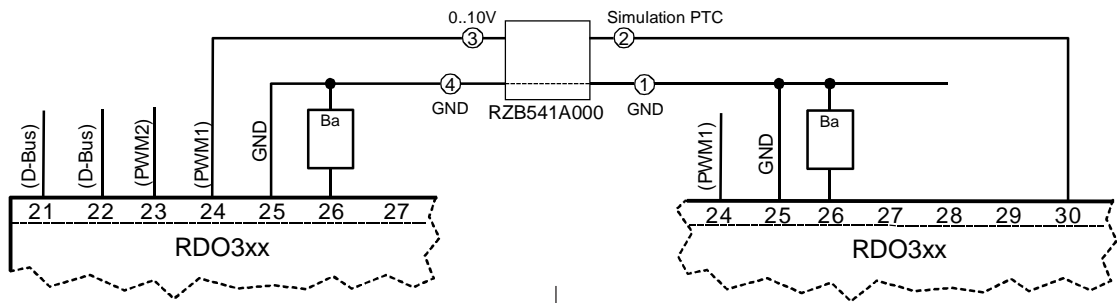 0..10V
Simulation PTC
3
2
4
1
GND
GND
RZB541A000
Ba
Ba
(D-Bus)
(D-Bus)
(PWM2)
(PWM1)
GND
(PWM1)
GND
21 22 23 24 25 26 27
24 25 26 27 28 29 30
RDO3xx
RDO3xx